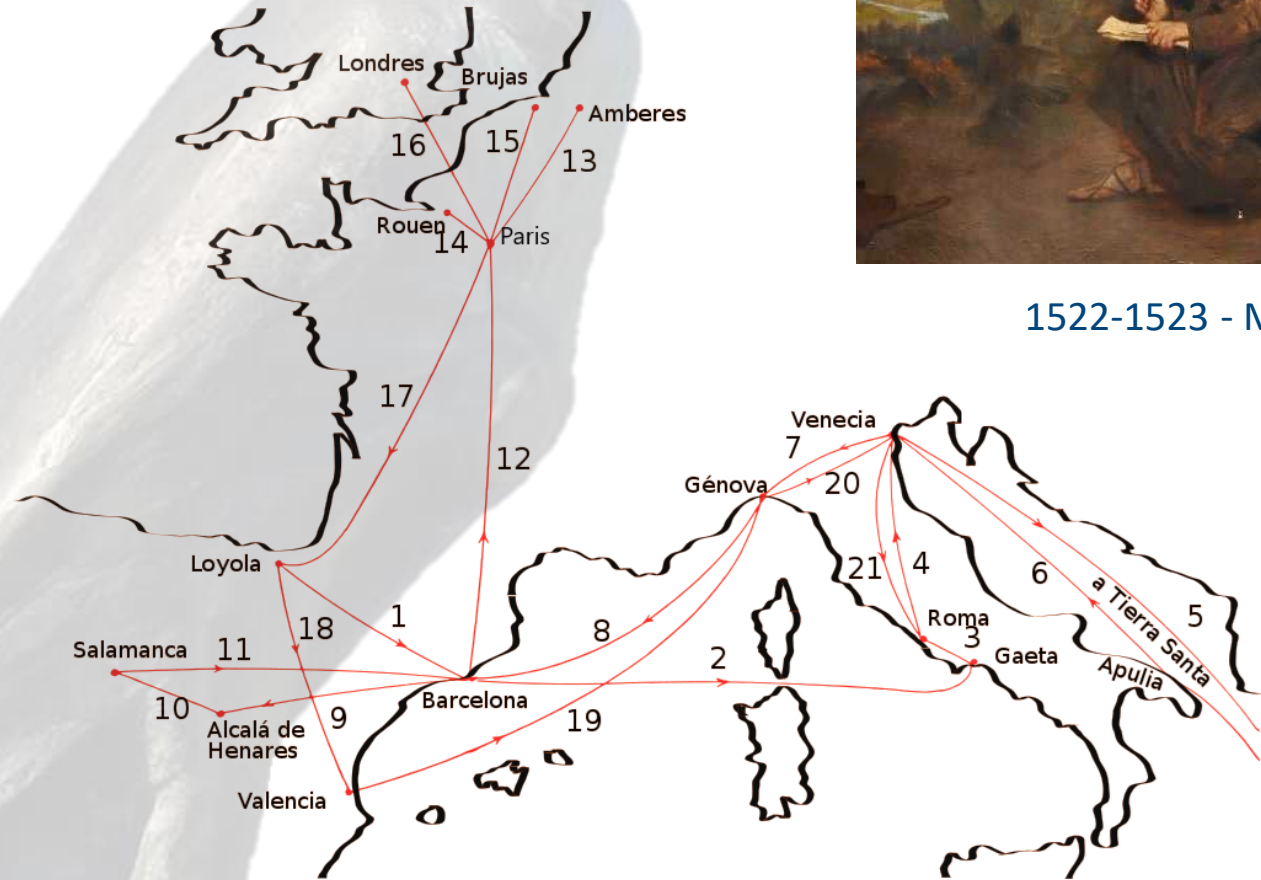 Londres
Brujas
Amberes
16
15
13
Rouen
14
Paris
1522-1523 -
17
12
Venecia
7
Génova
20
Loyola
21
4
6
a Tierra Santa
5
1
18
8
Roma
3
Gaeta
Salamanca
11
2
Apulia
Barcelona
10
9
19
Alcalá de
Henares
Valencia